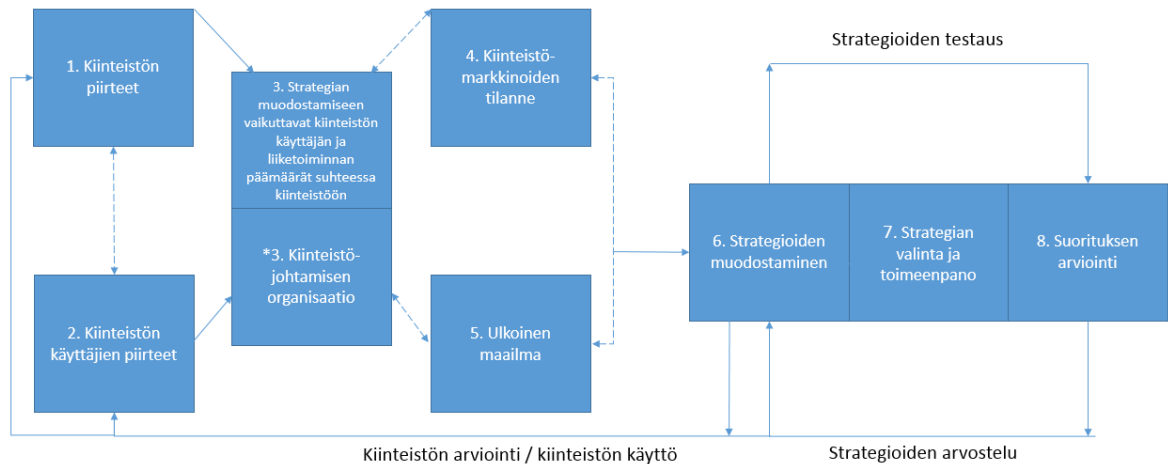 1. Kiinteistön
piirteet
2. Kiinteistön
käyttäjien piirteet
3. Strategian
muodostamiseen
vaikuttavat kiinteistön
käyttäjän ja
liiketoiminnan
päämäärät suhteessa
kiinteistöön
*3. Kiinteistö-
johtamisen
organisaatio
4. Kiinteistö-
markkinoiden
tilanne
5. Ulkoinen
maailma
Strategioiden testaus
6. Strategioiden
muodostaminen
7. Strategian
valinta ja
toimeenpano
8. Suorituksen
arviointi
Kiinteistön arviointi / kiinteistön käyttö
Strategioiden arvostelu